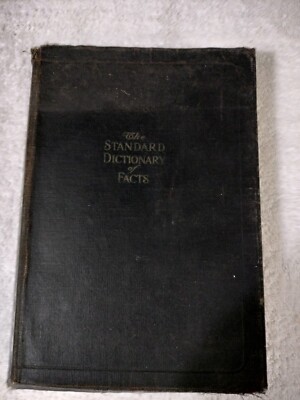 The
STANDARD
DICTIONARY
of
FACTS